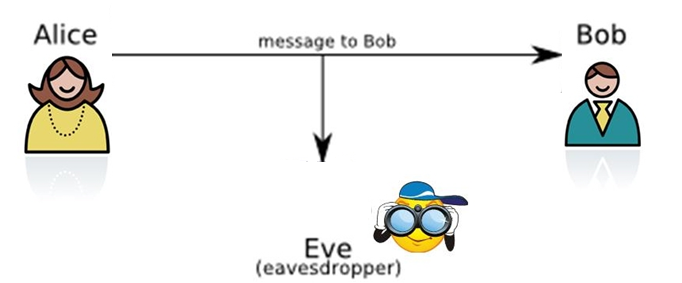 Alice
message to Bob
Bob
Eve
(eavesdropper)